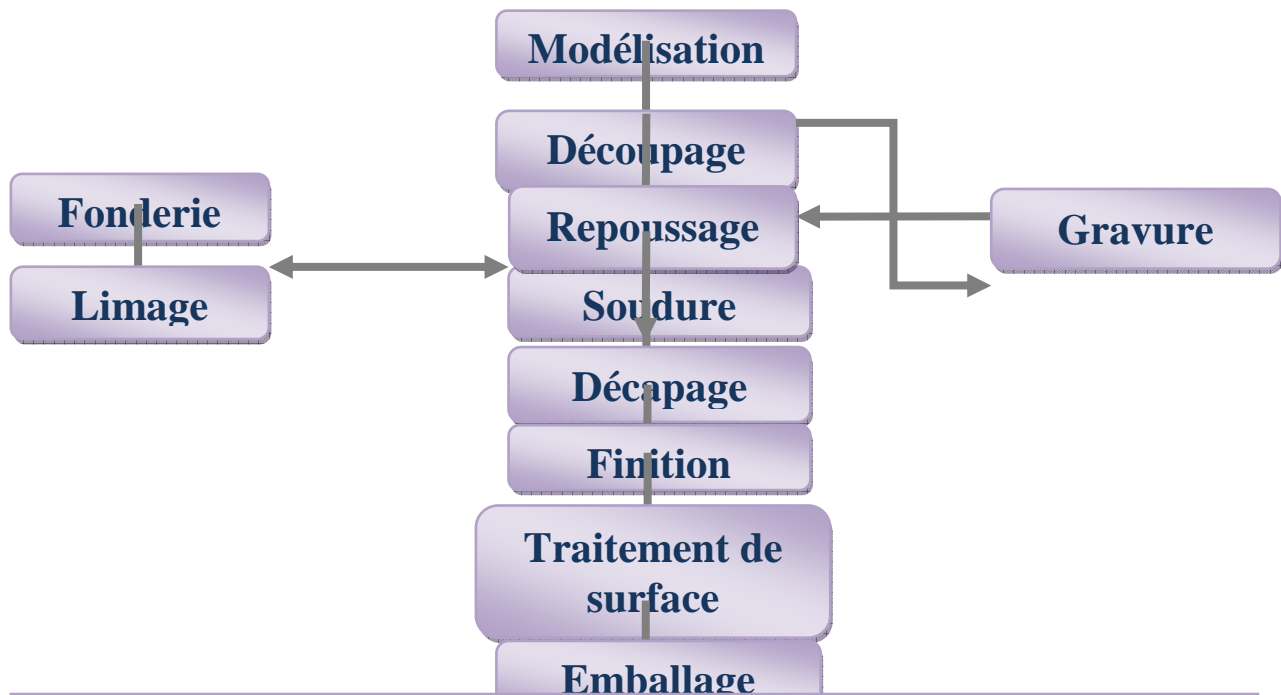 Modélisation
Découpage
Fonderie
Repoussage
Gravure
Limage
Soudure
Décapage
Finition
Traitement de
surface
Emballage